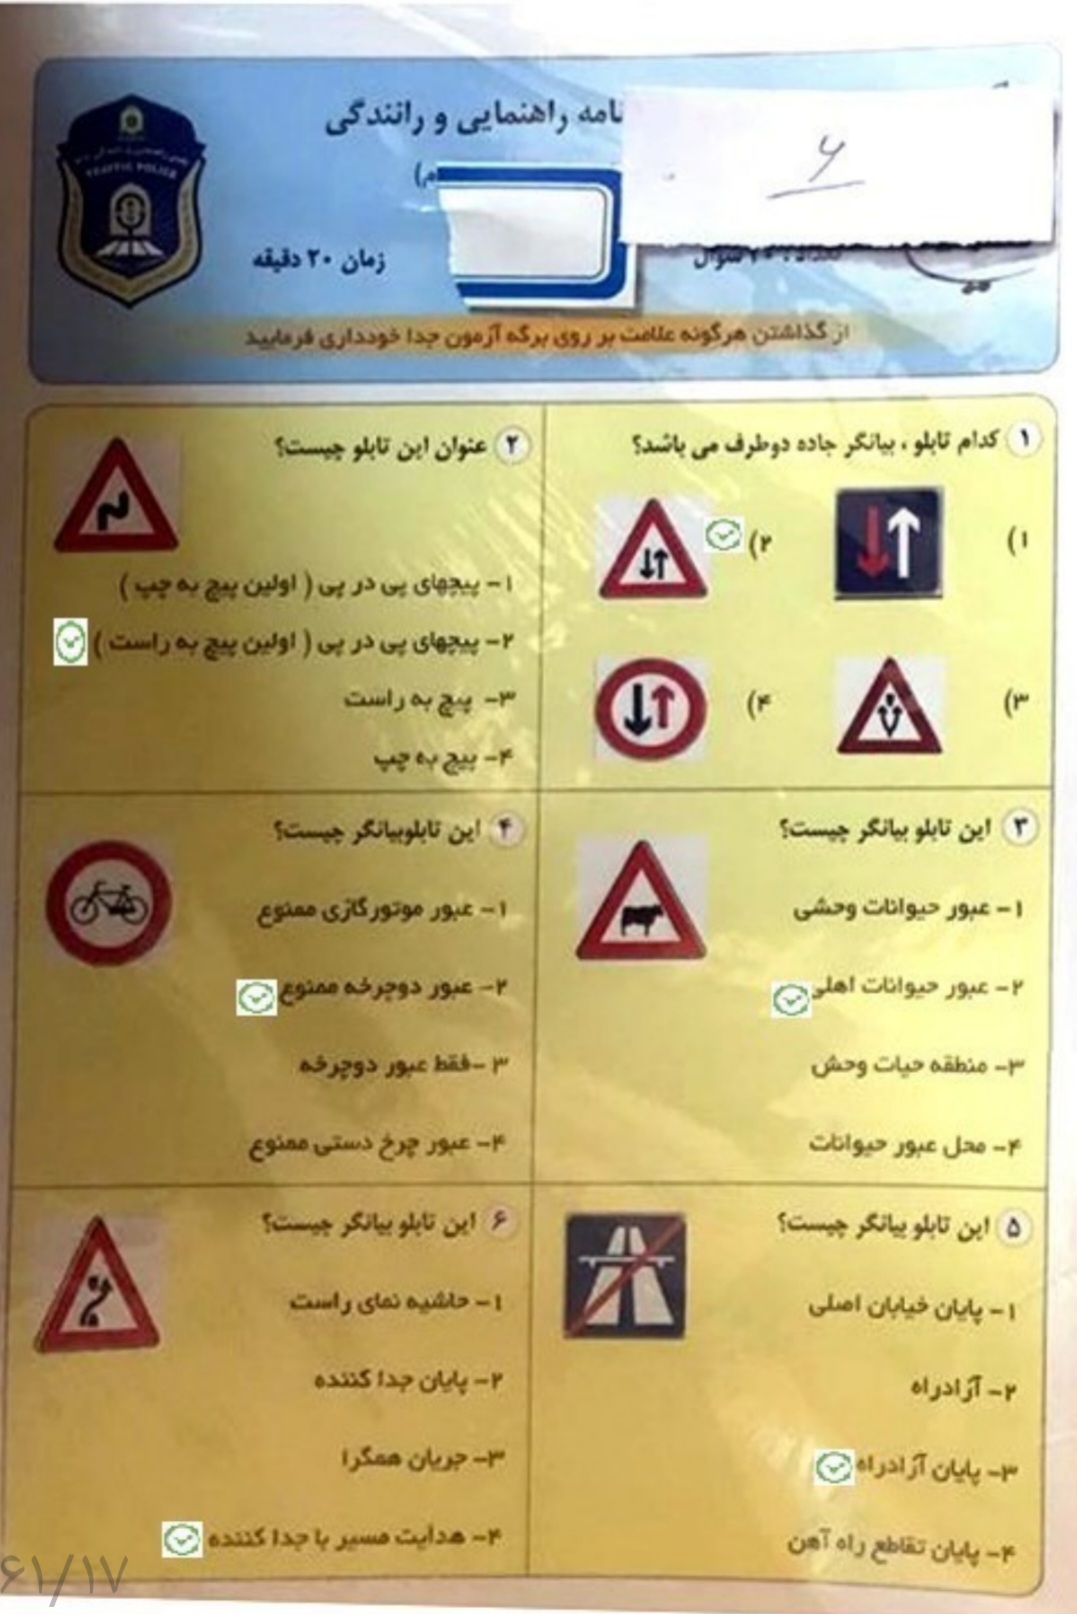 نامه راهنمایی و رانندگی
۶
زمان ۲۰ دقیقه
TRAFFIC POLICE
از گذاشتن هرگونه علامت بر روی برگه آزمون جدا خودداری فرمایید
۱ کدام تابلو ، بیانگر جاده دوطرف می باشد؟
۱)
۲)
۳)
۴)
۲ عنوان این تابلو چیست؟
۱- پیچهای پی در پی ( اولین پیچ به چپ )
۲- پیچهای پی در پی ( اولین پیچ به راست )
۳- پیچ به راست
۴- پیچ به چپ
۳ این تابلو بیانگر چیست؟
۱- عبور حیوانات وحشی
۲- عبور حیوانات اهلی
۳- منطقه حیات وحش
۴- محل عبور حیوانات
۴ این تابلوبیانگر چیست؟
۱- عبور موتورگازی ممنوع
۲- عبور دوچرخه ممنوع
۳-فقط عبور دوچرخه
۴- عبور چرخ دستی ممنوع
۵ این تابلو بیانگر چیست؟
۱- پایان خیابان اصلی
۲- آزادراه
۳- پایان آزادراه
۴- پایان تقاطع راه آهن
۶ این تابلو بیانگر چیست؟
۱- حاشیه نمای راست
۲- پایان جدا کننده
۳- جریان همگرا
۴- هدایت مسیر با جدا کننده
۶۱/۱۷